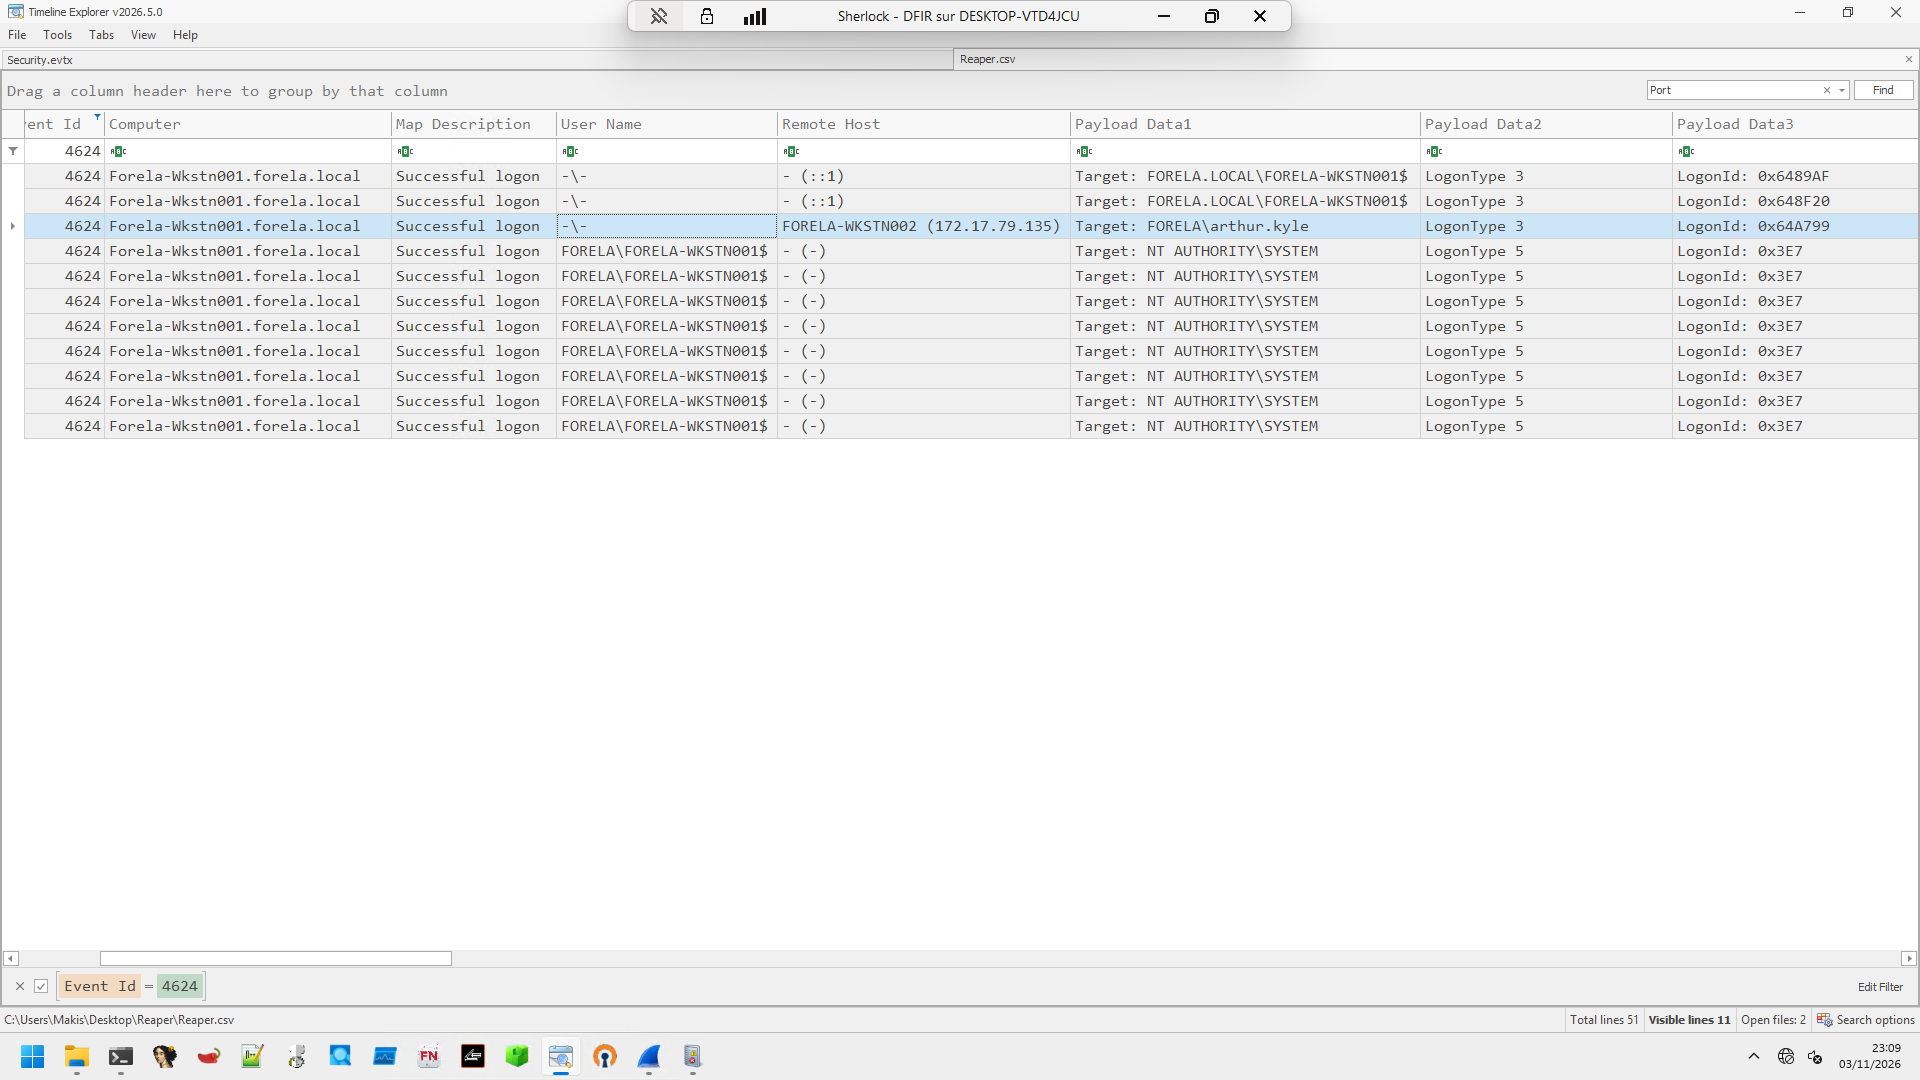 Timeline Explorer v2026.5.0
Sherlock - DFIR sur DESKTOP-VTD4JCU
File Tools Tabs View Help
Security.evtx
Reaper.csv
Drag a column header here to group by that column
Port
Find
ent Id Computer Map Description User Name Remote Host Payload Data1 Payload Data2 Payload Data3
4624
4624 Forela-Wkstn001.forela.local Successful logon -\- - (::1) Target: FORELA.LOCAL\FORELA-WKSTN001$ LogonType 3 LogonId: 0x6489AF
4624 Forela-Wkstn001.forela.local Successful logon -\- - (::1) Target: FORELA.LOCAL\FORELA-WKSTN001$ LogonType 3 LogonId: 0x648F20
4624 Forela-Wkstn001.forela.local Successful logon -\- FORELA-WKSTN002 (172.17.79.135) Target: FORELA\arthur.kyle LogonType 3 LogonId: 0x64A799
4624 Forela-Wkstn001.forela.local Successful logon FORELA\FORELA-WKSTN001$ - (-) Target: NT AUTHORITY\SYSTEM LogonType 5 LogonId: 0x3E7
4624 Forela-Wkstn001.forela.local Successful logon FORELA\FORELA-WKSTN001$ - (-) Target: NT AUTHORITY\SYSTEM LogonType 5 LogonId: 0x3E7
4624 Forela-Wkstn001.forela.local Successful logon FORELA\FORELA-WKSTN001$ - (-) Target: NT AUTHORITY\SYSTEM LogonType 5 LogonId: 0x3E7
4624 Forela-Wkstn001.forela.local Successful logon FORELA\FORELA-WKSTN001$ - (-) Target: NT AUTHORITY\SYSTEM LogonType 5 LogonId: 0x3E7
4624 Forela-Wkstn001.forela.local Successful logon FORELA\FORELA-WKSTN001$ - (-) Target: NT AUTHORITY\SYSTEM LogonType 5 LogonId: 0x3E7
4624 Forela-Wkstn001.forela.local Successful logon FORELA\FORELA-WKSTN001$ - (-) Target: NT AUTHORITY\SYSTEM LogonType 5 LogonId: 0x3E7
4624 Forela-Wkstn001.forela.local Successful logon FORELA\FORELA-WKSTN001$ - (-) Target: NT AUTHORITY\SYSTEM LogonType 5 LogonId: 0x3E7
4624 Forela-Wkstn001.forela.local Successful logon FORELA\FORELA-WKSTN001$ - (-) Target: NT AUTHORITY\SYSTEM LogonType 5 LogonId: 0x3E7
Event Id = 4624
Edit Filter
C:\Users\Makis\Desktop\Reaper\Reaper.csv
Total lines 51 Visible lines 11 Open files: 2 Search options
FN
23:09
03/11/2026